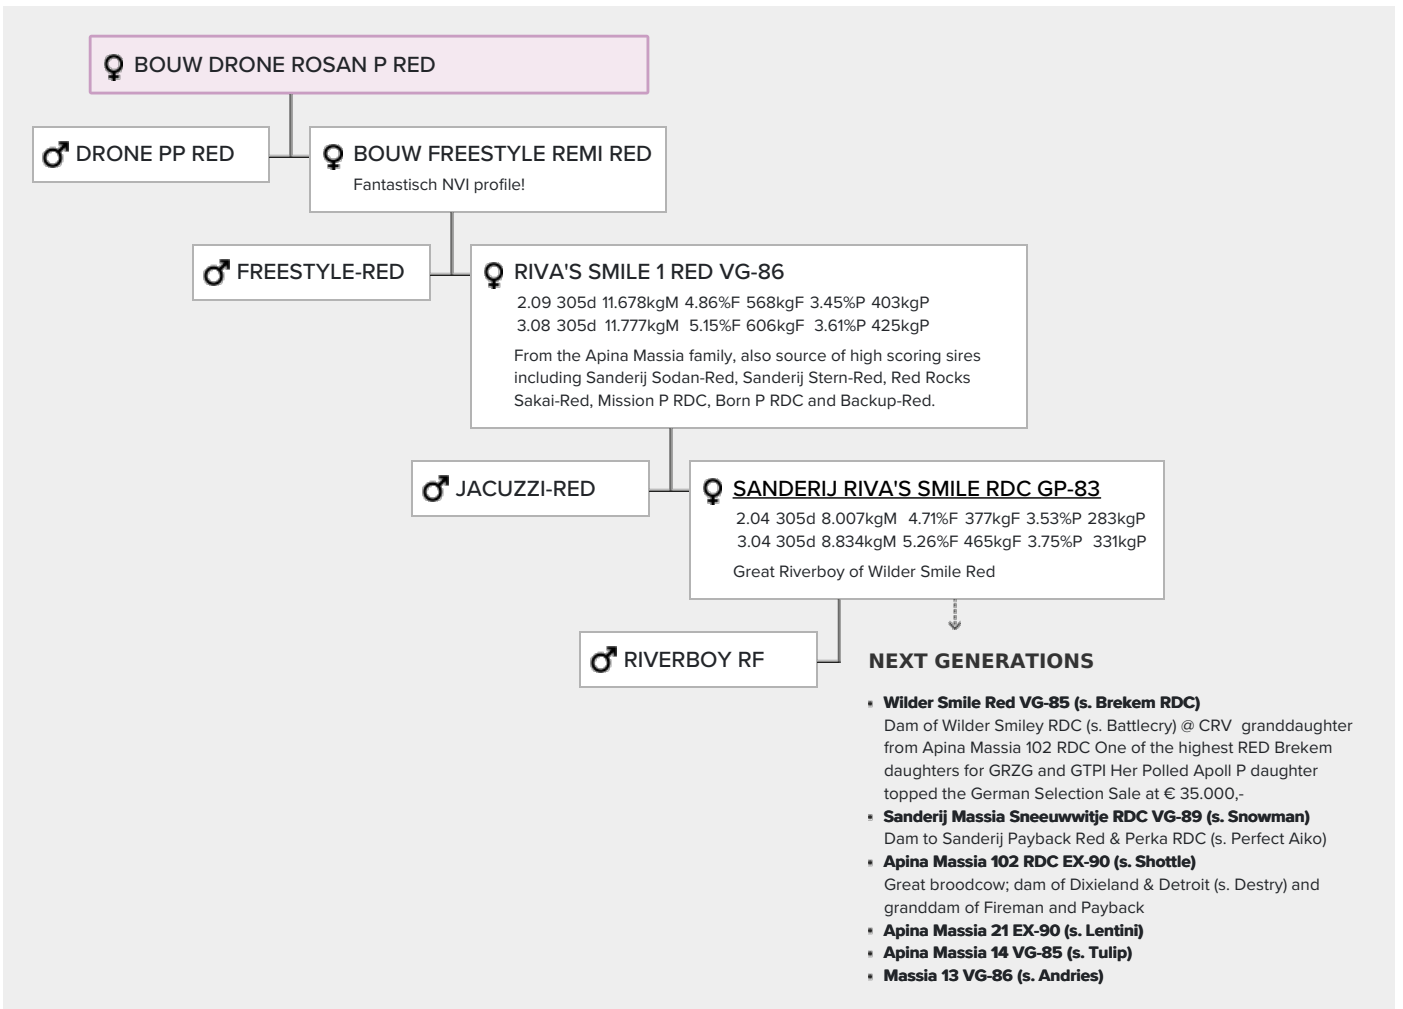 BOUW DRONE ROSAN P RED
DRONE PP RED
BOUW FREESTYLE REMI RED
Fantastisch NVI profile!
FREESTYLE-RED
RIVA'S SMILE 1 RED VG-86
2.09 305d 11.678kgM 4.86%F 568kgF 3.45%P 403kgP
3.08 305d 11.777kgM 5.15%F 606kgF 3.61%P 425kgP
From the Apina Massia family, also source of high scoring sires
including Sanderij Sodan-Red, Sanderij Stern-Red, Red Rocks
Sakai-Red, Mission P RDC, Born P RDC and Backup-Red.
JACUZZI-RED
SANDERIJ RIVA'S SMILE RDC GP-83
2.04 305d 8.007kgM 4.71%F 377kgF 3.53%P 283kgP
3.04 305d 8.834kgM 5.26%F 465kgF 3.75%P 331kgP
Great Riverboy of Wilder Smile Red
RIVERBOY RF
NEXT GENERATIONS
Wilder Smile Red VG-85 (s. Brekem RDC)
Dam of Wilder Smiley RDC (s. Battlecry) @ CRV granddaughter
from Apina Massia 102 RDC One of the highest RED Brekem
daughters for GRZG and GTPI Her Polled Apoll P daughter
topped the German Selection Sale at € 35.000,-
Sanderij Massia Sneeuwwitje RDC VG-89 (s. Snowman)
Dam to Sanderij Payback Red & Perka RDC (s. Perfect Aiko)
Apina Massia 102 RDC EX-90 (s. Shottle)
Great broodcow; dam of Dixieland & Detroit (s. Destry) and
granddam of Fireman and Payback
Apina Massia 21 EX-90 (s. Lentini)
Apina Massia 14 VG-85 (s. Tulip)
Massia 13 VG-86 (s. Andries)